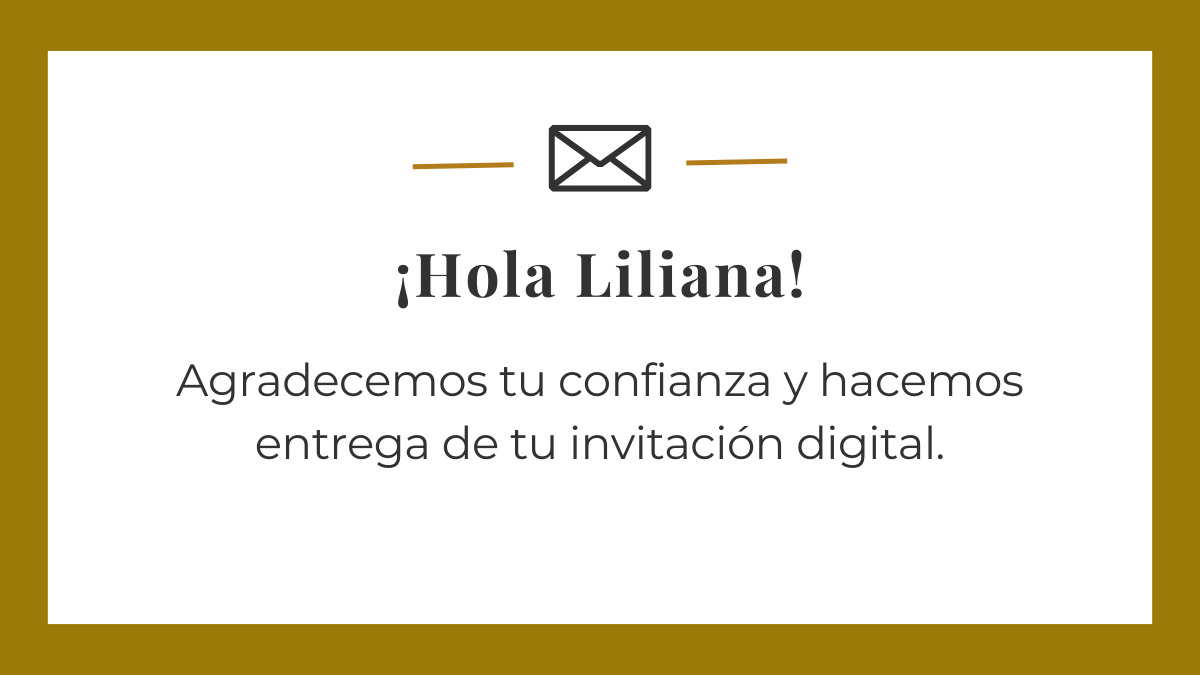 ¡Hola Liliana!
Agradecemos tu confianza y hacemos
entrega de tu invitación digital.